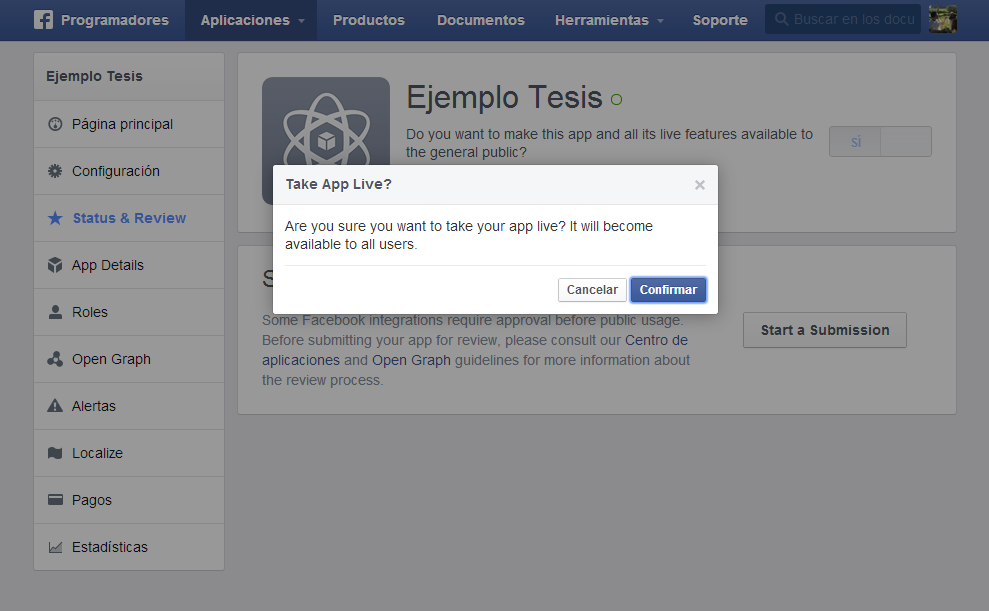 Programadores
Aplicaciones
Productos
Documentos
Herramientas
Soporte
Buscar en los docu
Ejemplo Tesis
Página principal
Configuración
Status & Review
App Details
Roles
Open Graph
Alertas
Localize
Pagos
Estadísticas
Ejemplo Tesis
Do you want to make this app and all its live features available to
the general public?
si
Take App Live?
Are you sure you want to take your app live? It will become
available to all users.
Cancelar
Confirmar
S
Some Facebook integrations require approval before public usage.
Before submitting your app for review, please consult our Centro de
aplicaciones and Open Graph guidelines for more information about
the review process.
Start a Submission